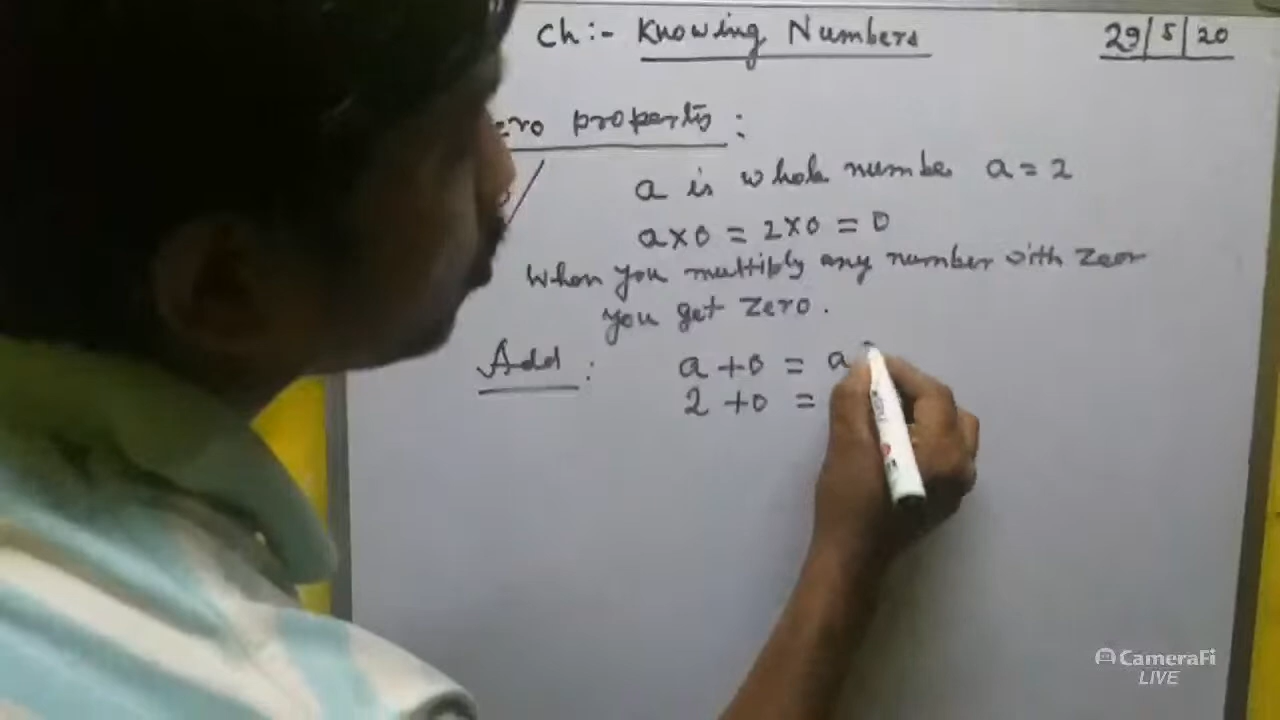 Ch:- Knowing Numbers
29/5/20
ero property :
a is whole number a = 2
a×0 = 2×0 = 0
When you multiply any number with zero
you get zero.
Add : a + 0 = a
2 + 0 =
CameraFi
LIVE